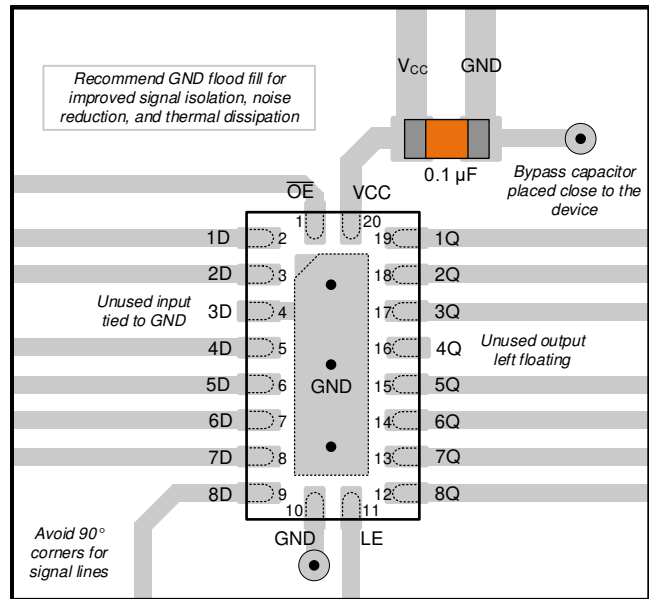 V_CC GND
Recommend GND flood fill for
improved signal isolation, noise
reduction, and thermal dissipation
0.1 µF
Bypass capacitor
placed close to the
device
O̅E̅ VCC
1 20
1D 2 19 1Q
2D 3 18 2Q
Unused input
tied to GND
3D 4 17 3Q
4D 5 16 4Q
Unused output
left floating
5D 6 GND 15 5Q
6D 7 14 6Q
7D 8 13 7Q
8D 9 12 8Q
10 11
GND LE
Avoid 90°
corners for
signal lines